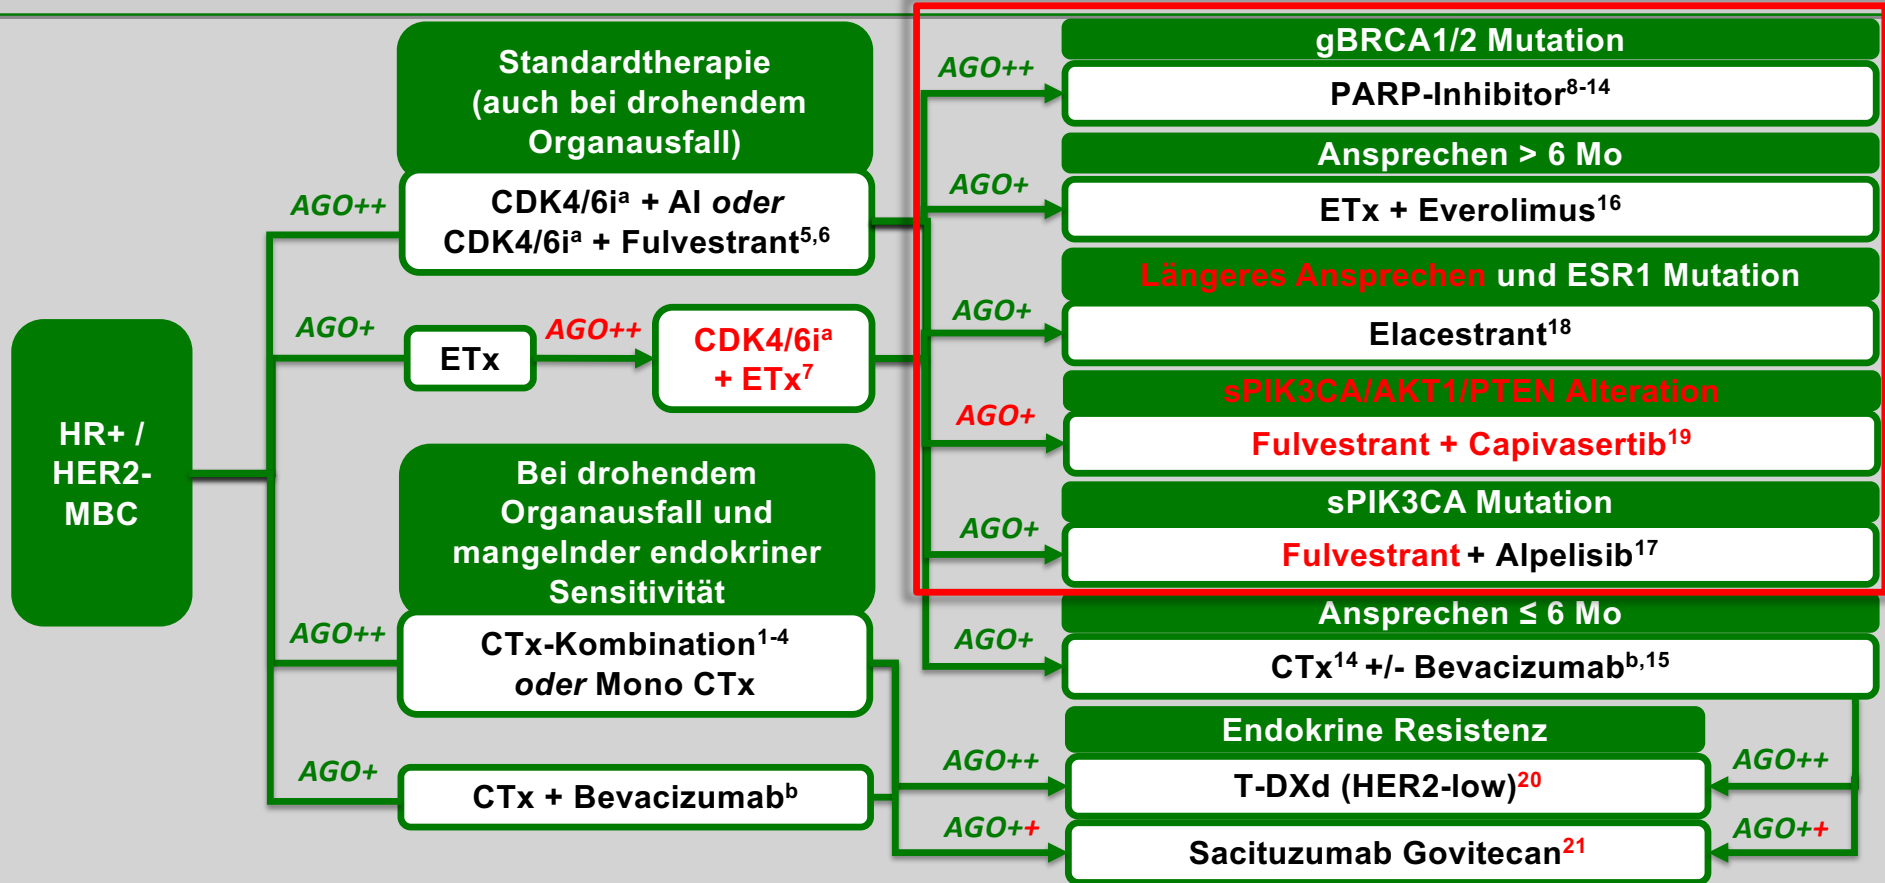 HR+ /
HER2-
MBC
AGO++
Standardtherapie
(auch bei drohendem
Organausfall)
CDK4/6iᵃ + AI oder
CDK4/6iᵃ + Fulvestrant⁵,⁶
AGO+
ETx
AGO++
CDK4/6iᵃ
+ ETx⁷
AGO++
Bei drohendem
Organausfall und
mangelnder endokriner
Sensitivität
CTx-Kombination¹⁻⁴
oder Mono CTx
AGO+
CTx + Bevacizumabᵇ
AGO++
gBRCA1/2 Mutation
PARP-Inhibitor⁸⁻¹⁴
AGO+
Ansprechen > 6 Mo
ETx + Everolimus¹⁶
AGO+
Längeres Ansprechen und ESR1 Mutation
Elacestrant¹⁸
AGO+
sPIK3CA/AKT1/PTEN Alteration
Fulvestrant + Capivasertib¹⁹
AGO+
sPIK3CA Mutation
Fulvestrant + Alpelisib¹⁷
AGO+
Ansprechen ≤ 6 Mo
CTx¹⁴ +/- Bevacizumabᵇ,¹⁵
Endokrine Resistenz
AGO++
T-DXd (HER2-low)²⁰
AGO++
AGO++
Sacituzumab Govitecan²¹
AGO++